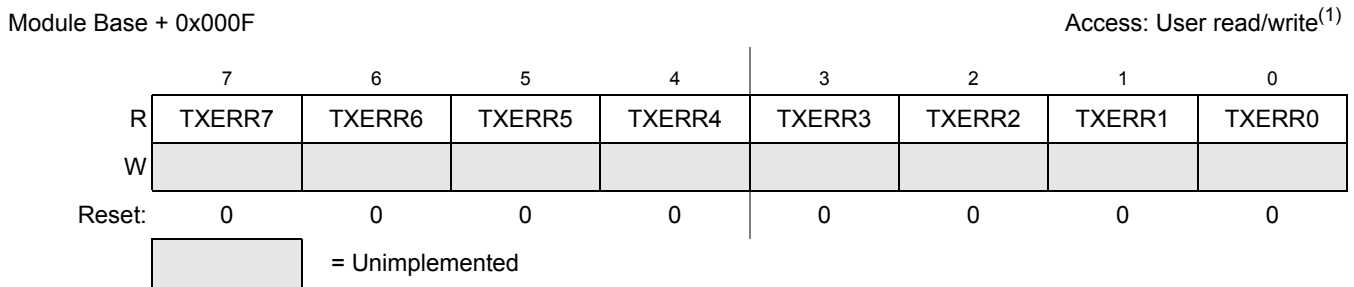 Module Base + 0x000F Access: User read/write(1)
7 6 5 4 3 2 1 0
R TXERR7 TXERR6 TXERR5 TXERR4 TXERR3 TXERR2 TXERR1 TXERR0
W
Reset: 0 0 0 0 0 0 0 0
= Unimplemented